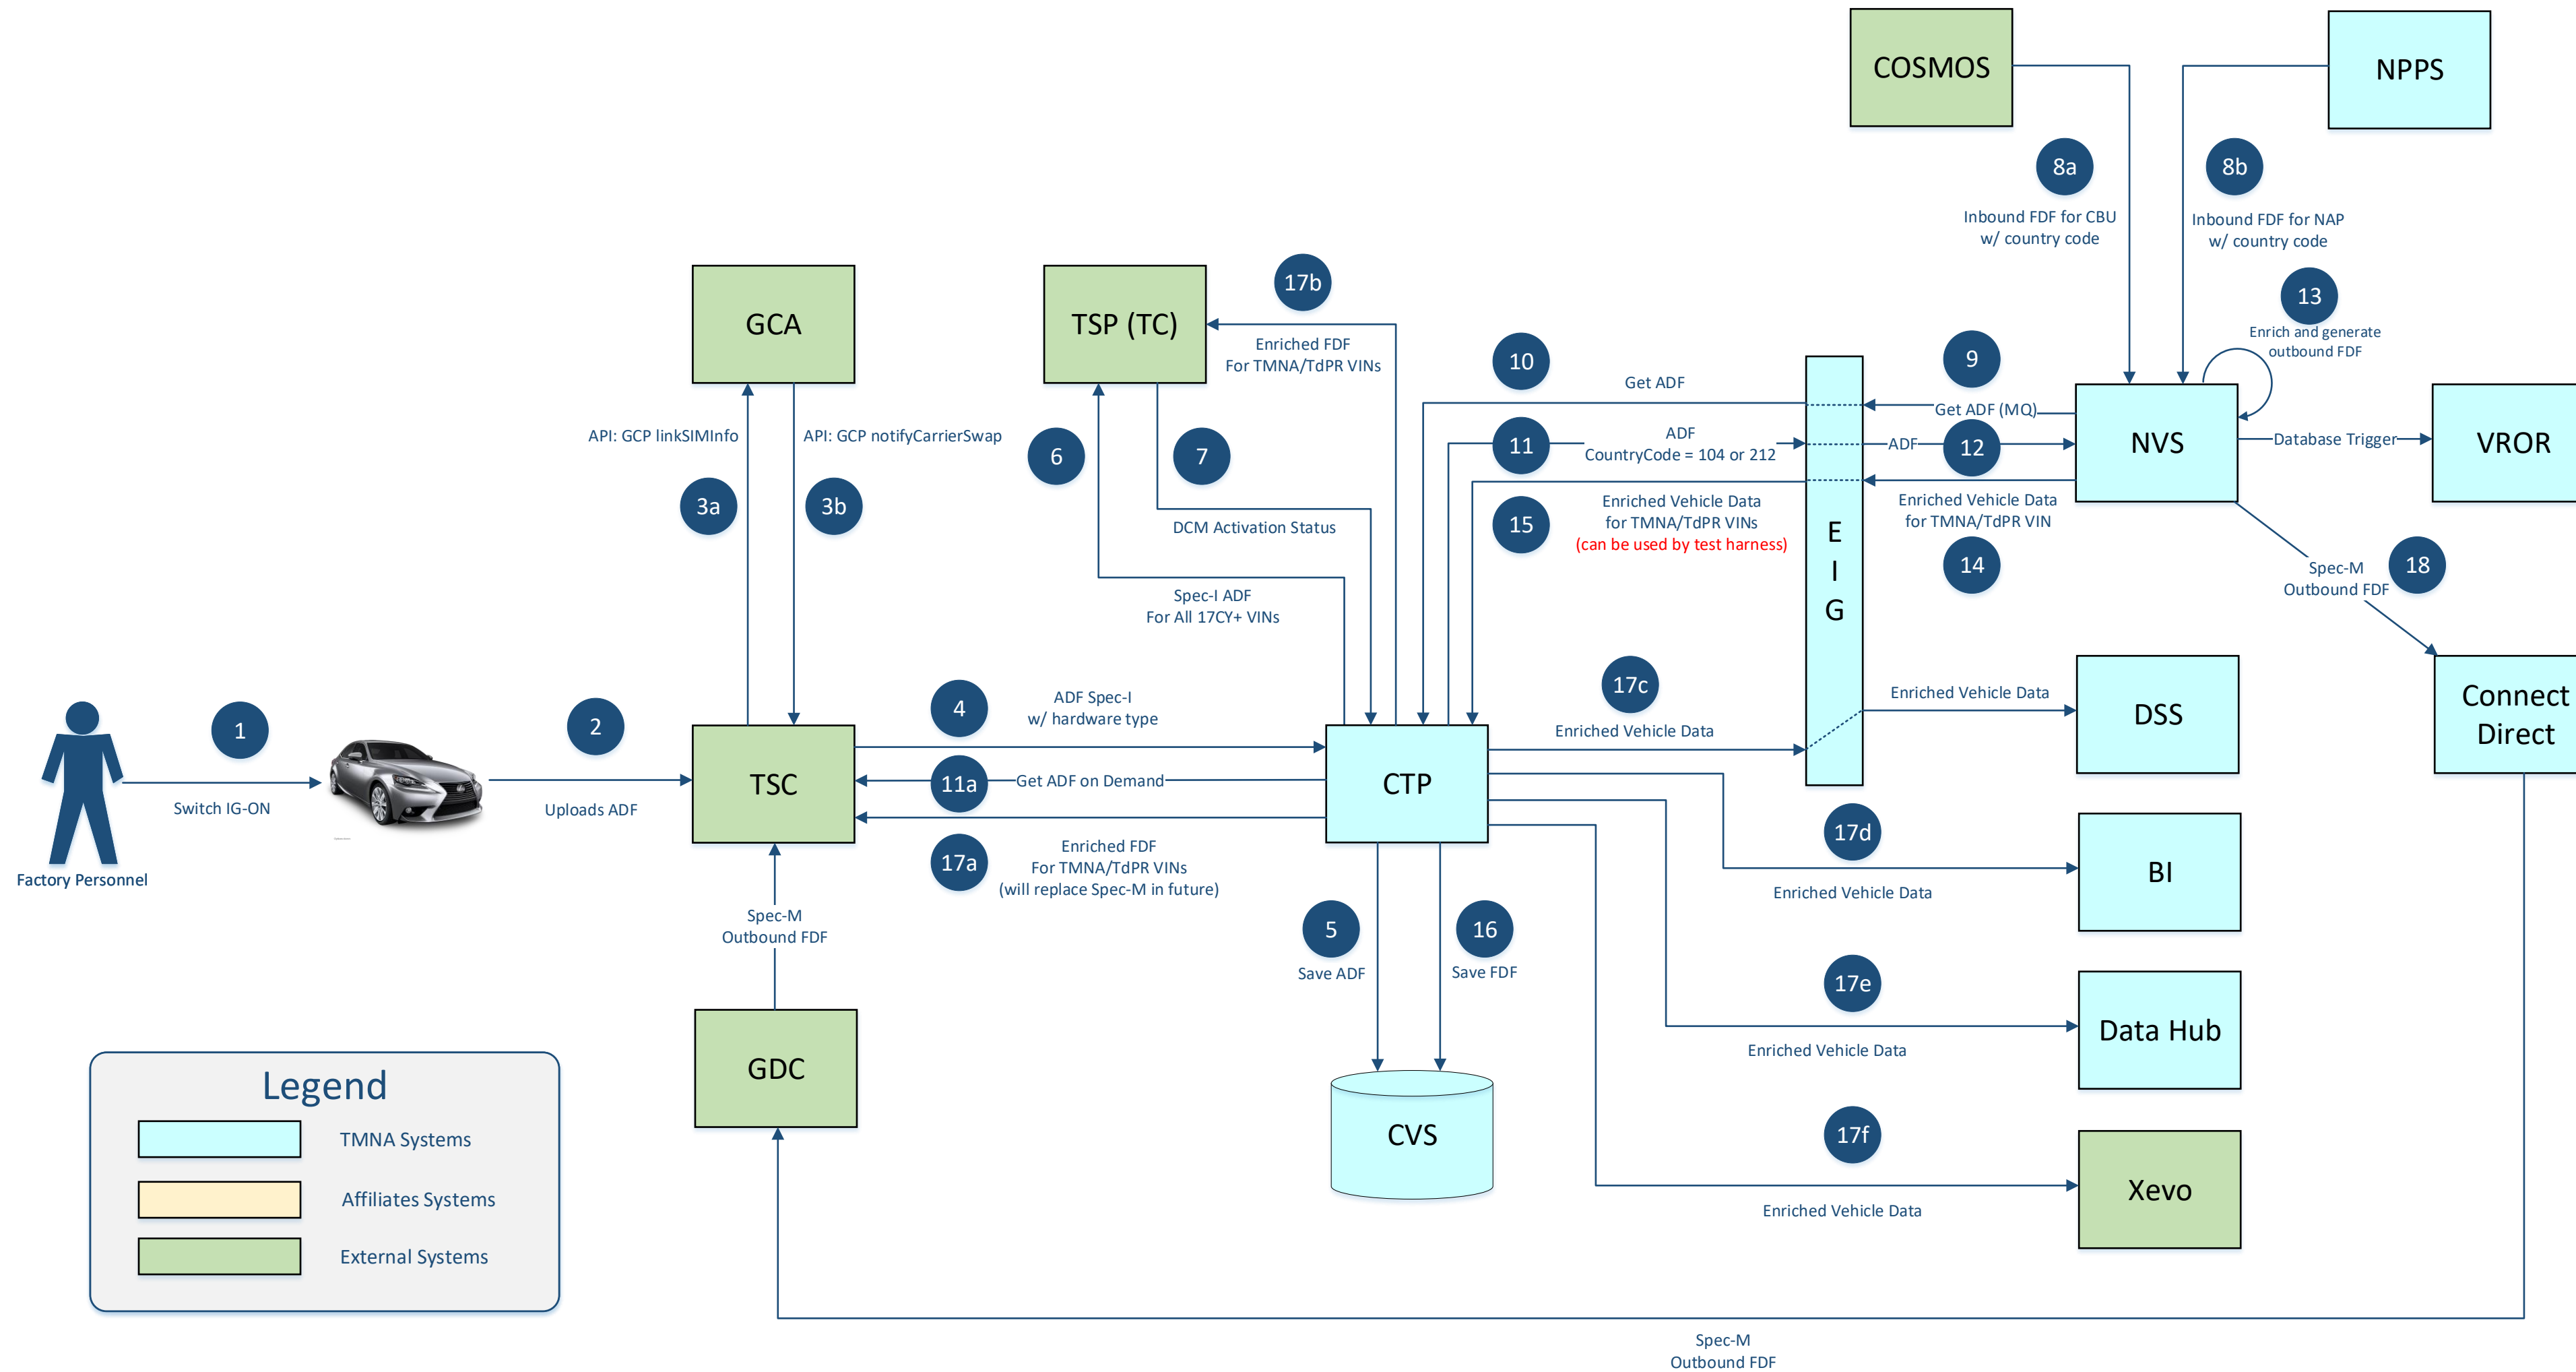 COSMOS
NPPS
8a
8b
Inbound FDF for CBU
w/ country code
Inbound FDF for NAP
w/ country code
13
Enrich and generate
outbound FDF
GCA
TSP (TC)
17b
Enriched FDF
For TMNA/TdPR VINs
10
Get ADF
9
Get ADF (MQ)
API: GCP linkSIMInfo
API: GCP notifyCarrierSwap
6
7
11
ADF
CountryCode = 104 or 212
ADF
12
NVS
Database Trigger
VROR
3a
3b
DCM Activation Status
15
Enriched Vehicle Data
for TMNA/TdPR VINs
(can be used by test harness)
E
I
G
Enriched Vehicle Data
for TMNA/TdPR VIN
14
Spec-M
Outbound FDF
18
Spec-I ADF
For All 17CY+ VINs
1
Switch IG-ON
2
Uploads ADF
Factory Personnel
TSC
4
ADF Spec-I
w/ hardware type
11a
Get ADF on Demand
17a
Enriched FDF
For TMNA/TdPR VINs
(will replace Spec-M in future)
CTP
17c
Enriched Vehicle Data
Enriched Vehicle Data
DSS
Connect
Direct
17d
Enriched Vehicle Data
BI
Spec-M
Outbound FDF
5
Save ADF
16
Save FDF
17e
Enriched Vehicle Data
Data Hub
GDC
CVS
17f
Enriched Vehicle Data
Xevo
Legend
TMNA Systems
Affiliates Systems
External Systems
Spec-M
Outbound FDF